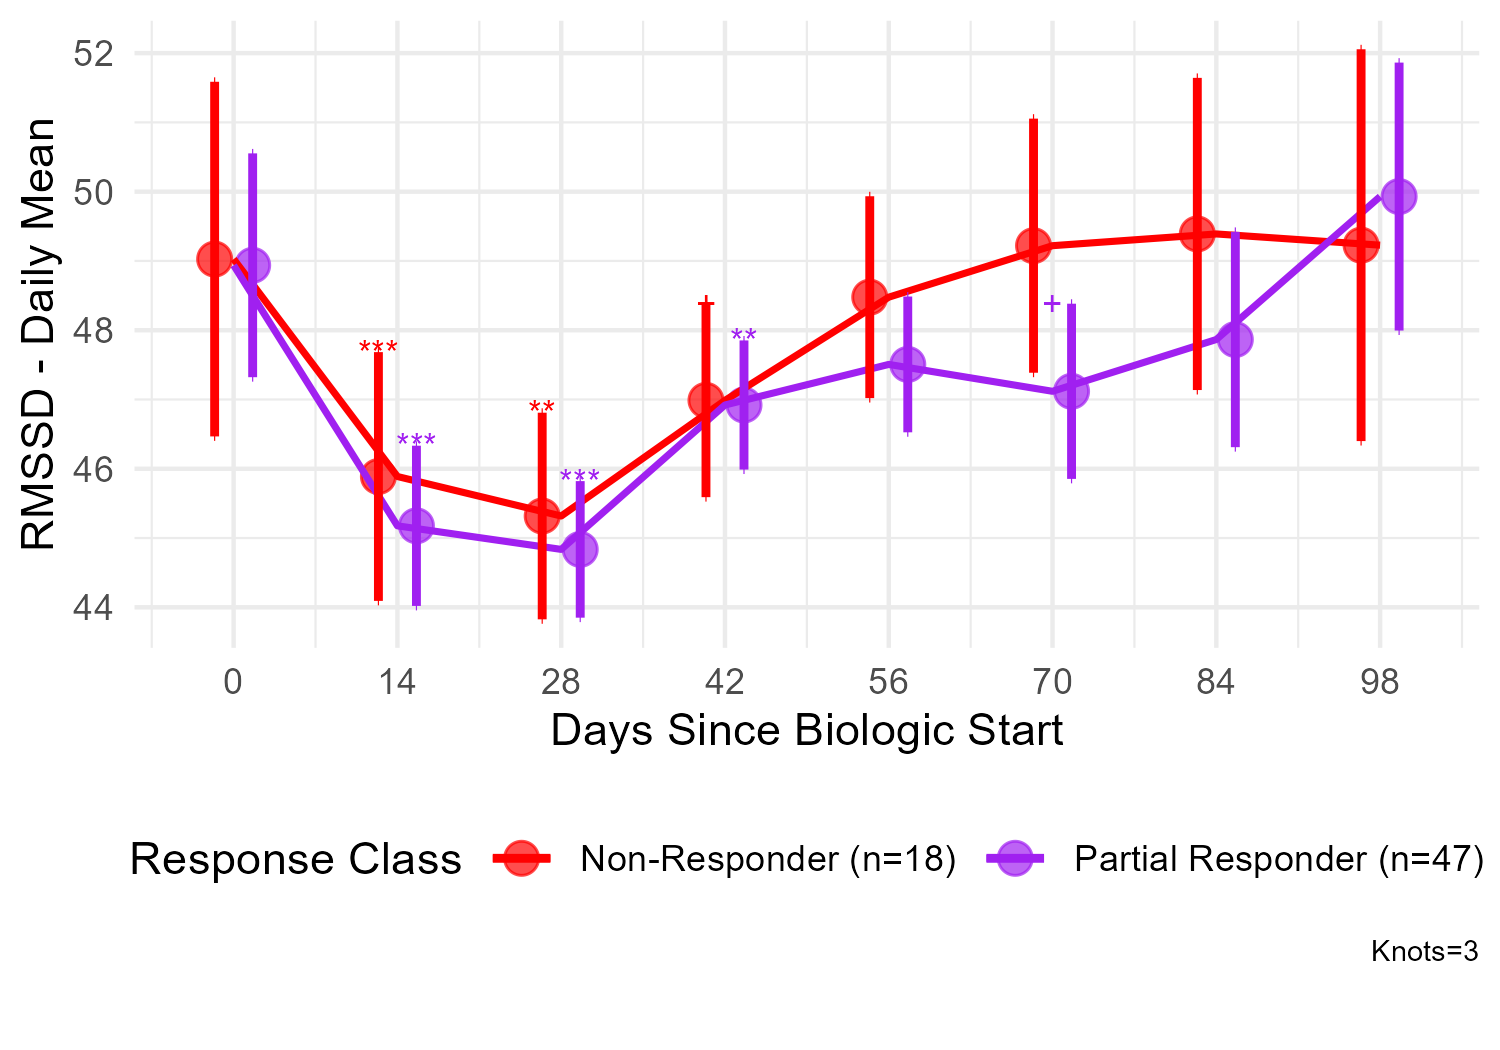 RMSSD - Daily Mean
52
50
48
46
44
***
***
**
***
+
**
+
0 14 28 42 56 70 84 98
Days Since Biologic Start
Response Class Non-Responder (n=18) Partial Responder (n=47)
Knots=3